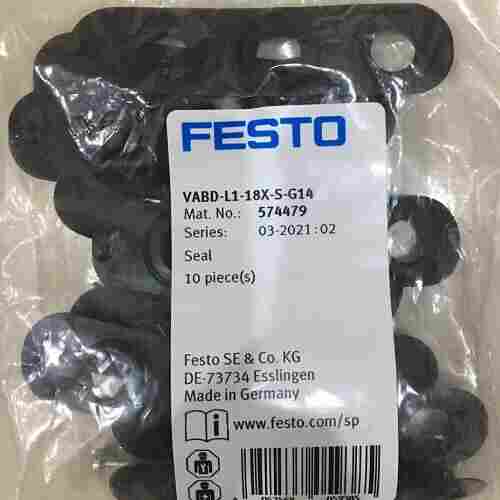 FESTO
VABD-L1-18X-S-G14
Mat. No.: 574479
Series: 03-2021:02
Seal
10 piece(s)
Festo SE & Co. KG
DE-73734 Esslingen
Made in Germany
www.festo.com/sp